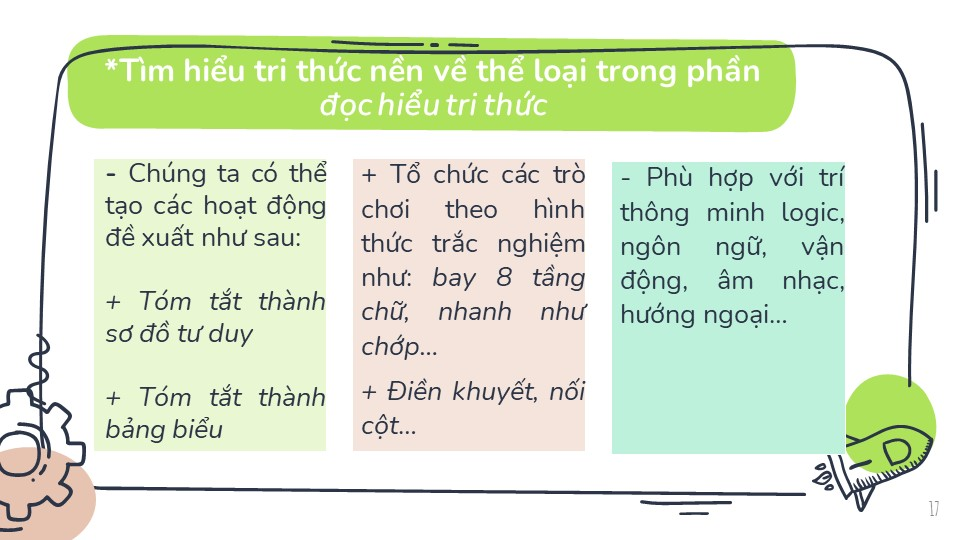 *Tìm hiểu tri thức nền về thể loại trong phần
đọc hiểu tri thức
- Chúng ta có thể
tạo các hoạt động
đề xuất như sau:
+ Tóm tắt thành
sơ đồ tư duy
+ Tóm tắt thành
bảng biểu
+ Tổ chức các trò
chơi theo hình
thức trắc nghiệm
như: bay 8 tầng
chữ, nhanh như
chớp...
+ Điền khuyết, nối
cột...
- Phù hợp với trí
thông minh logic,
ngôn ngữ, vận
động, âm nhạc,
hướng ngoại...
17